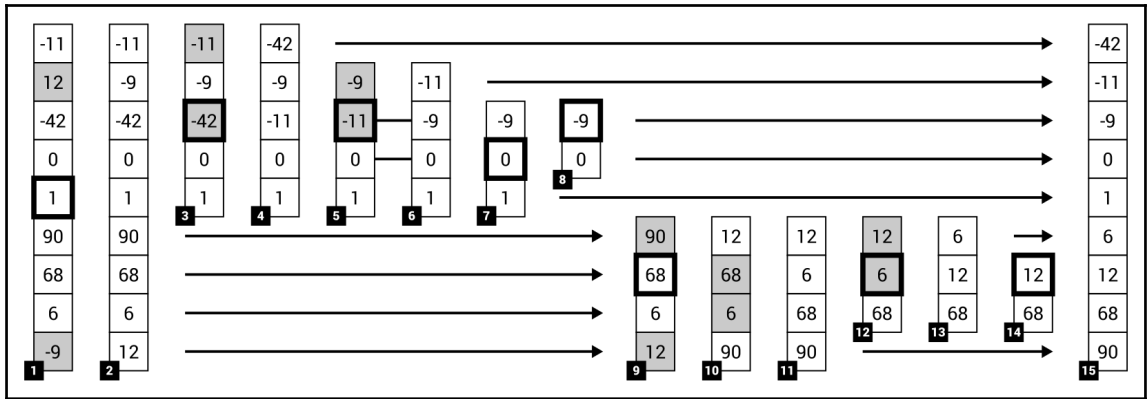 -11 -11 -11 -42 -42
12 -9 -9 -9 -9 -11 -11
-42 -42 -42 -11 -11 -9 -9 -9 -9
0 0 0 0 0 0 0 0 0
8
1 1 1 1 1 1 1 1
3 4 5 6 7
90 90 90 12 12 12 6 6
68 68 68 68 6 6 12 12 12
6 6 6 6 68 68 68 68 68
12 13 14
-9 12 12 90 90 90
1 2 9 10 11 15